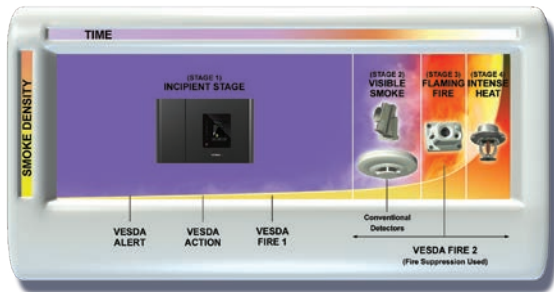 TIME
SMOKE DENSITY
(STAGE 1)
INCIPIENT STAGE
(STAGE 2)
VISIBLE
SMOKE
(STAGE 3)
FLAMING
FIRE
(STAGE 4)
INTENSE
HEAT
VESDA
ALERT
VESDA
ACTION
VESDA
FIRE 1
Conventional
Detectors
VESDA FIRE 2
(Fire Suppression Used)